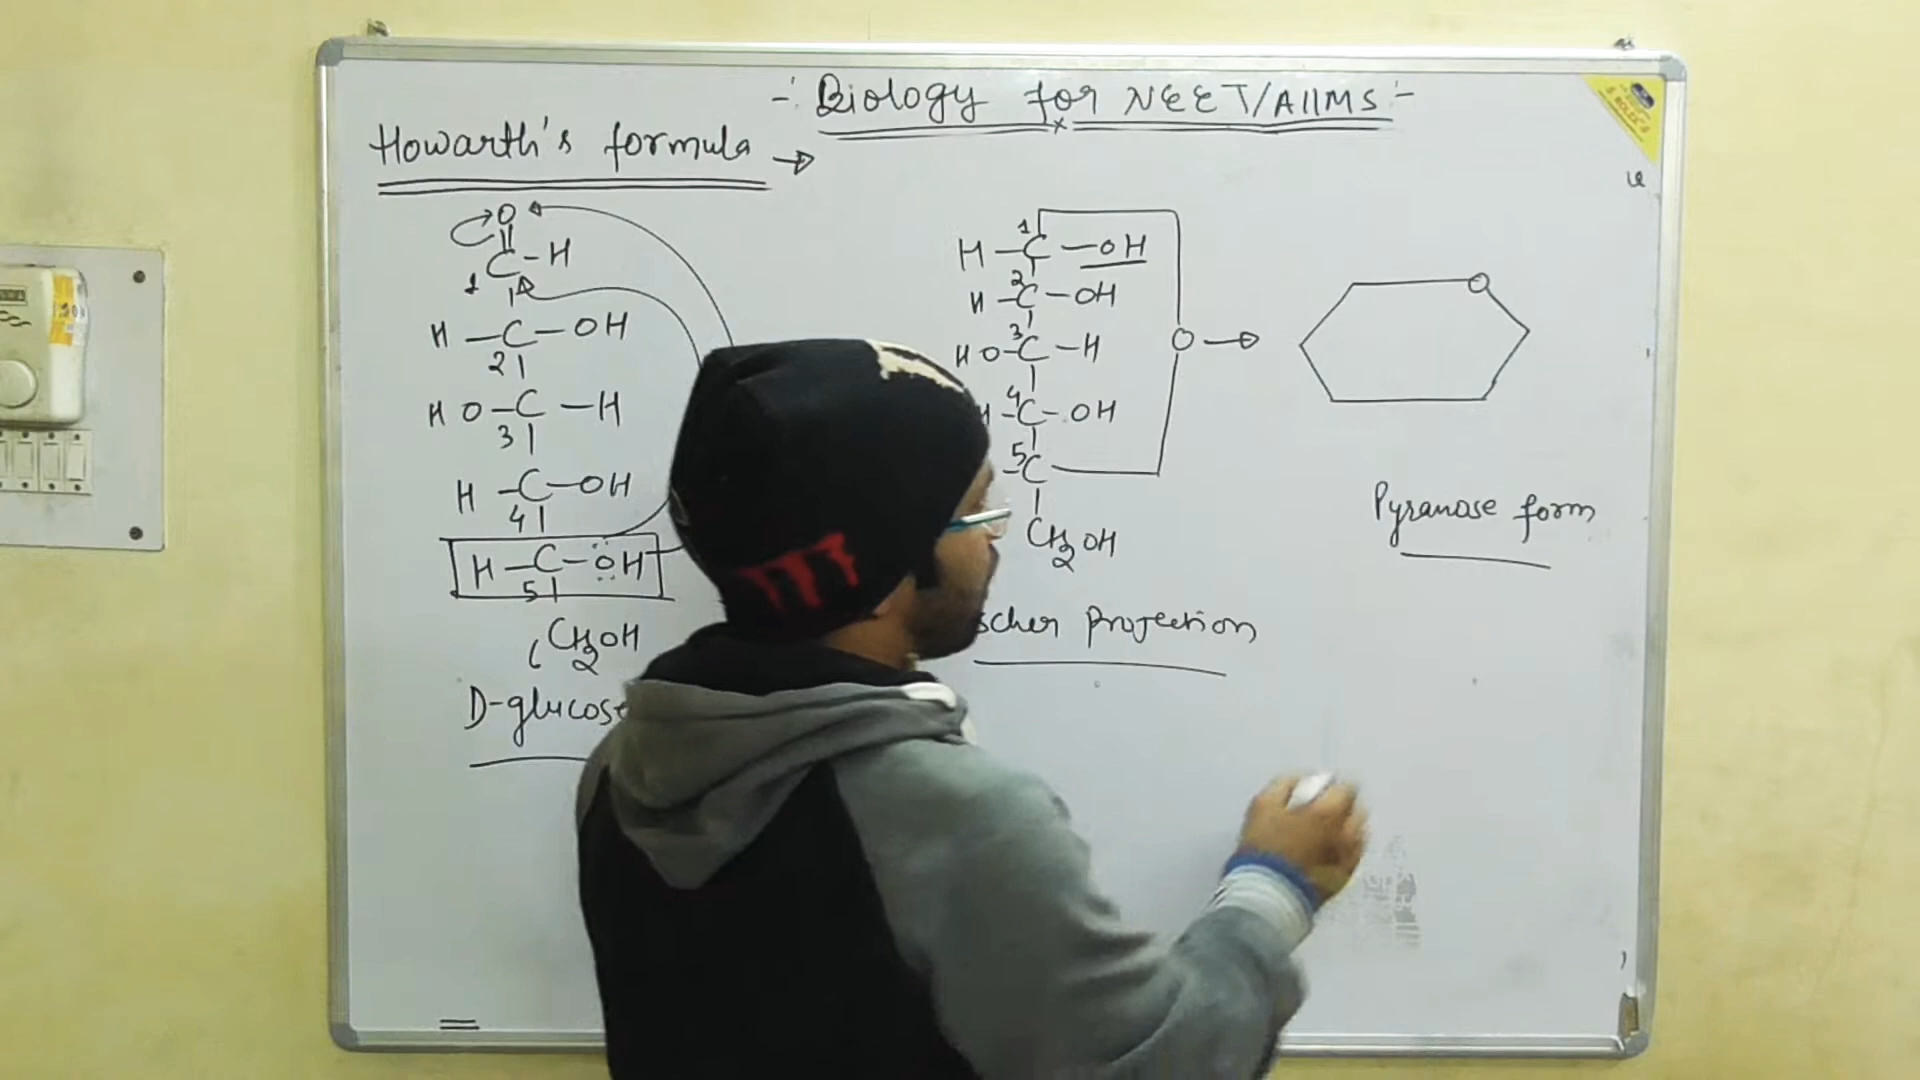 -: Biology for NEET/AIIMS :-
Howarth's formula →
O
1 C-H
H -C-OH
2
HO-C-H
3
H -C-OH
4
H-C-OH
5
6 CH2OH
D-glucose
1
H-C-OH
2
H-C-OH
3
HO-C-H
4
H-C-OH
5
-C
CH2OH
O →
Projection
O
Pyranose form